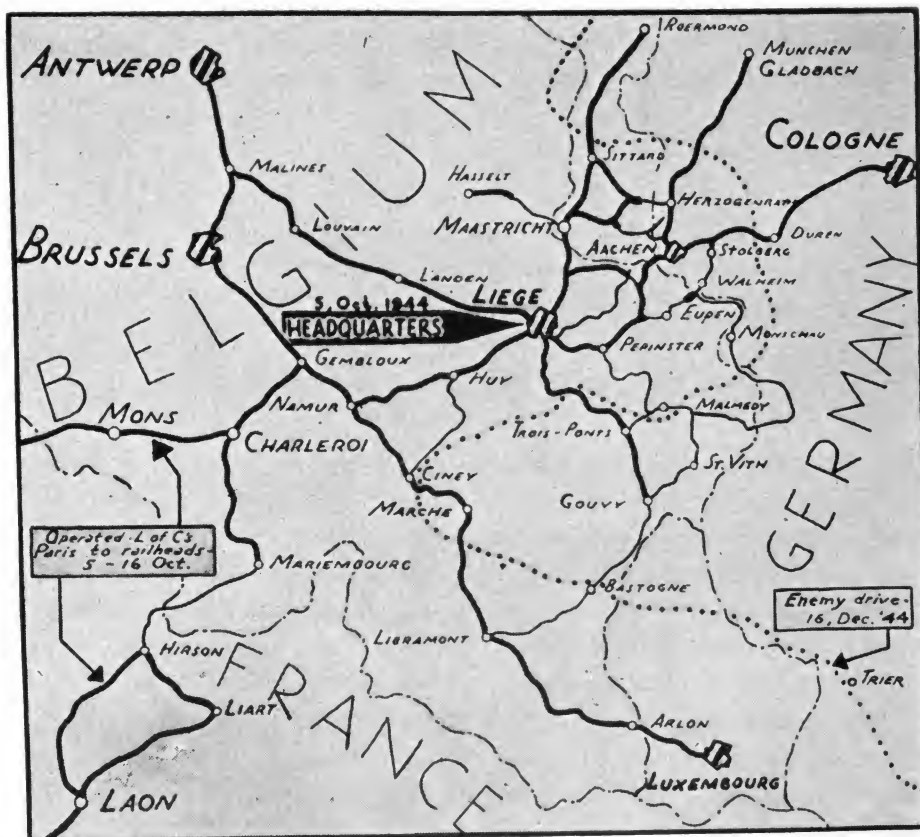 ROERMOND
MUNCHEN
GLADBACH
ANTWERP
COLOGNE
MALINES
SITTARD
HASSELT
HERZOGENRATH
LOUVAIN
MAASTRICHT
DUREN
BRUSSELS
AACHEN
STOLBERG
LANDEN
WALHEIM
LIEGE
5, Oct. 1944
HEADQUARTERS
EUPEN
MONSCHAU
PEPINSTER
GEMBLOUX
HUY
BELGIUM
NAMUR
MALMEDY
MONS
CHARLEROI
TROIS-PONTS
ST. VITH
CINEY
MARCHE
GOUVY
GERMANY
Operated L of C's
Paris to railheads-
5 - 16 Oct.
MARIEMBOURG
BASTOGNE
Enemy drive-
16, Dec. '44
LIBRAMONT
HIRSON
TRIER
FRANCE
LIART
ARLON
LUXEMBOURG
LAON